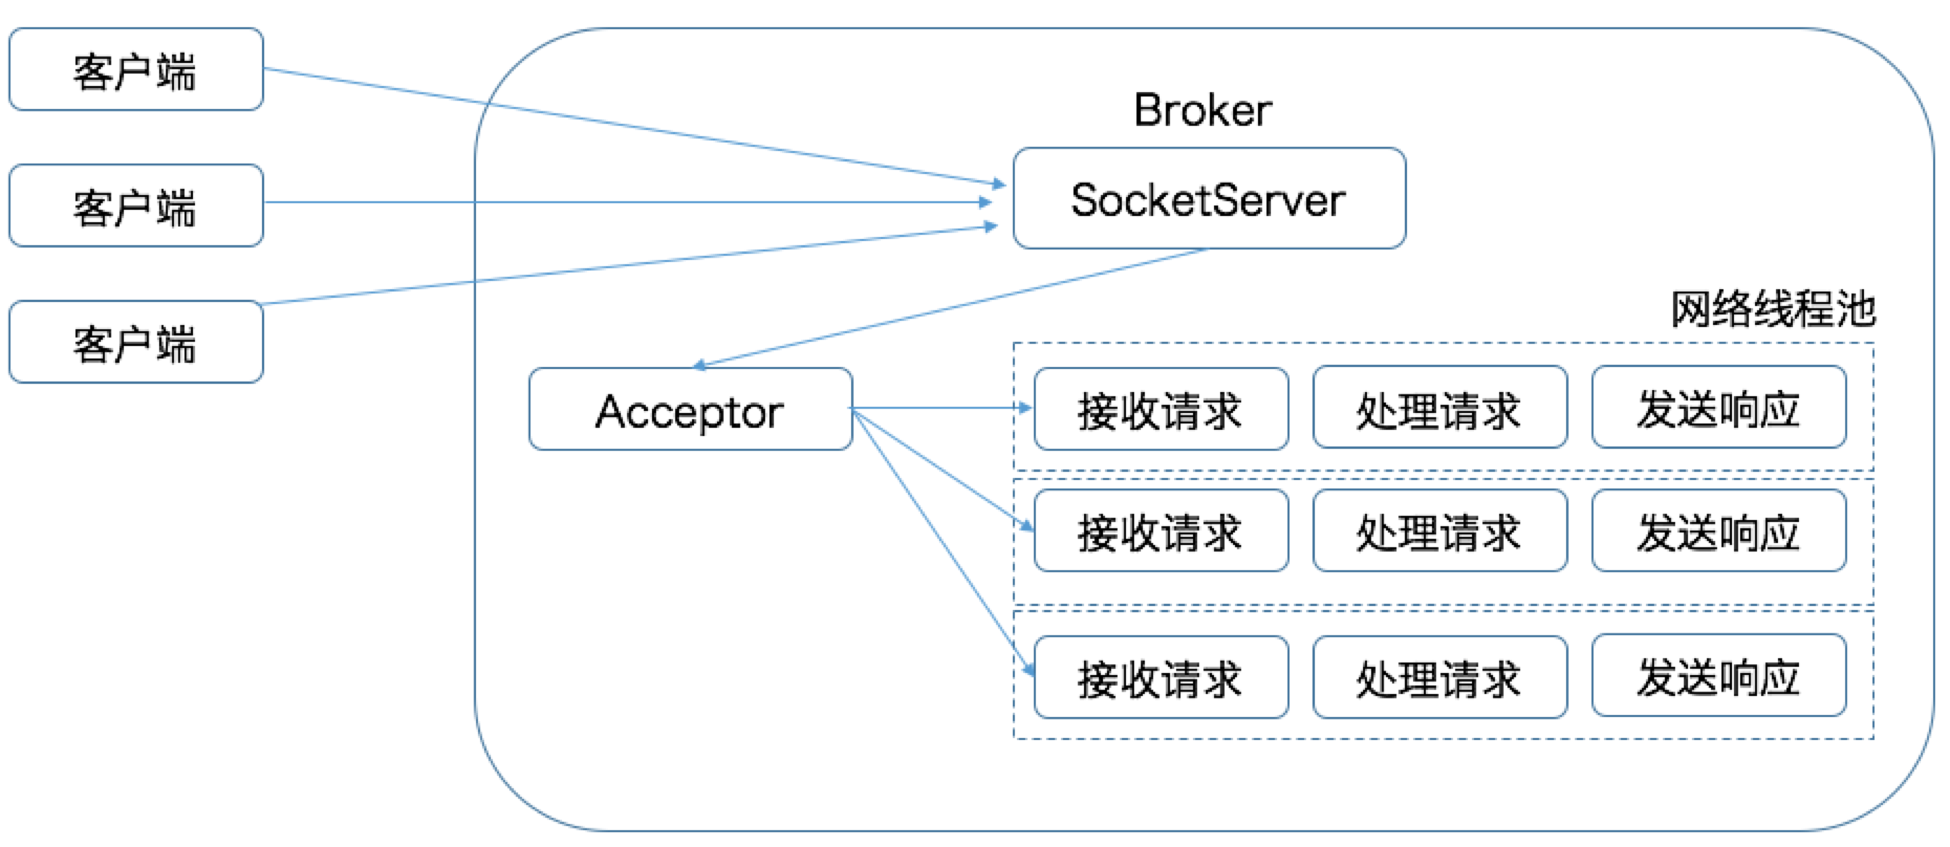 客户端
客户端
客户端
Broker
SocketServer
Acceptor
网络线程池
接收请求 处理请求 发送响应
接收请求 处理请求 发送响应
接收请求 处理请求 发送响应